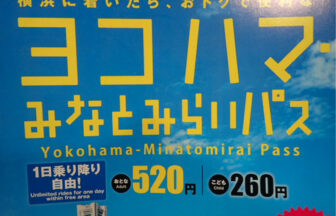 横浜に着いたら、おトクで便利な
ヨコハマ
みなとみらいパス
Yokohama-Minatomirai Pass
1日乗り降り
自由!
Unlimited rides for one day
within free area
おとな
Adult
520円
こども
Child
260円